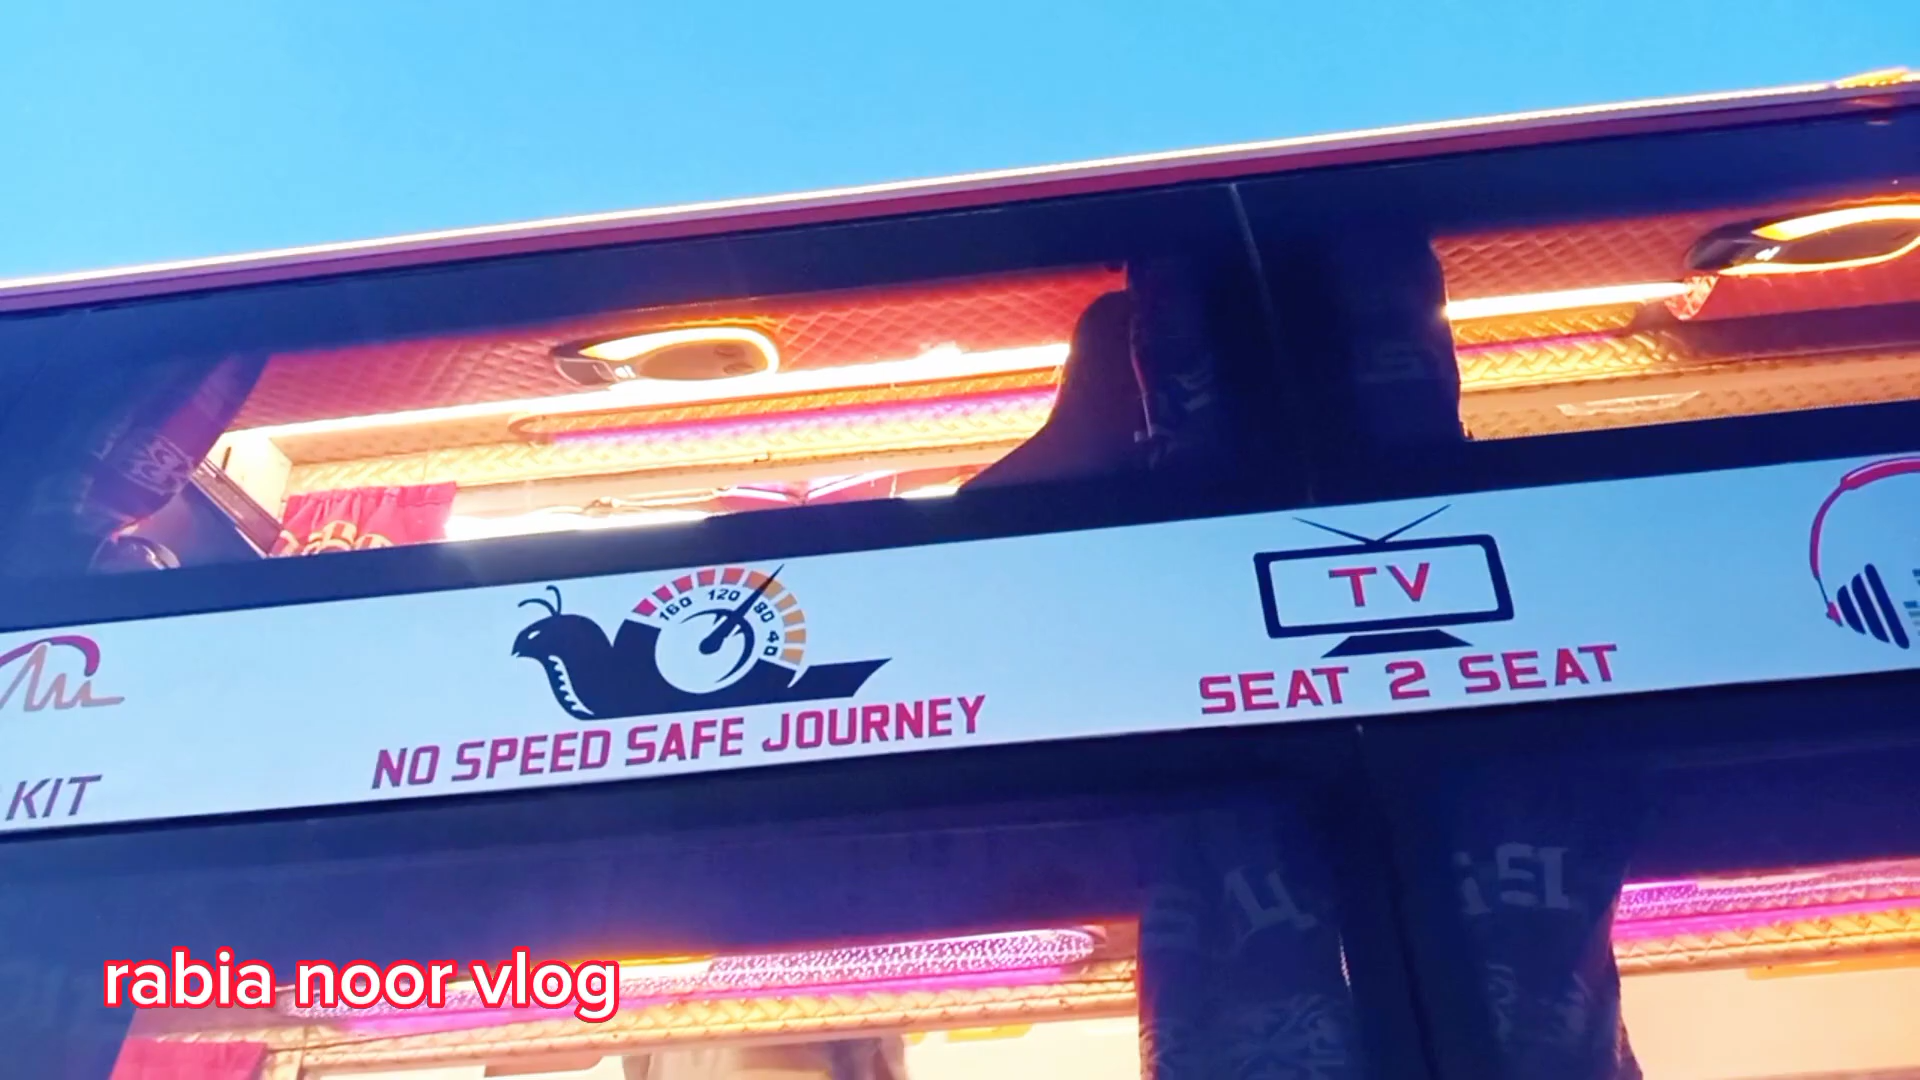 160 120 80 40
TV
NO SPEED SAFE JOURNEY
SEAT 2 SEAT
KIT
rabia noor vlog